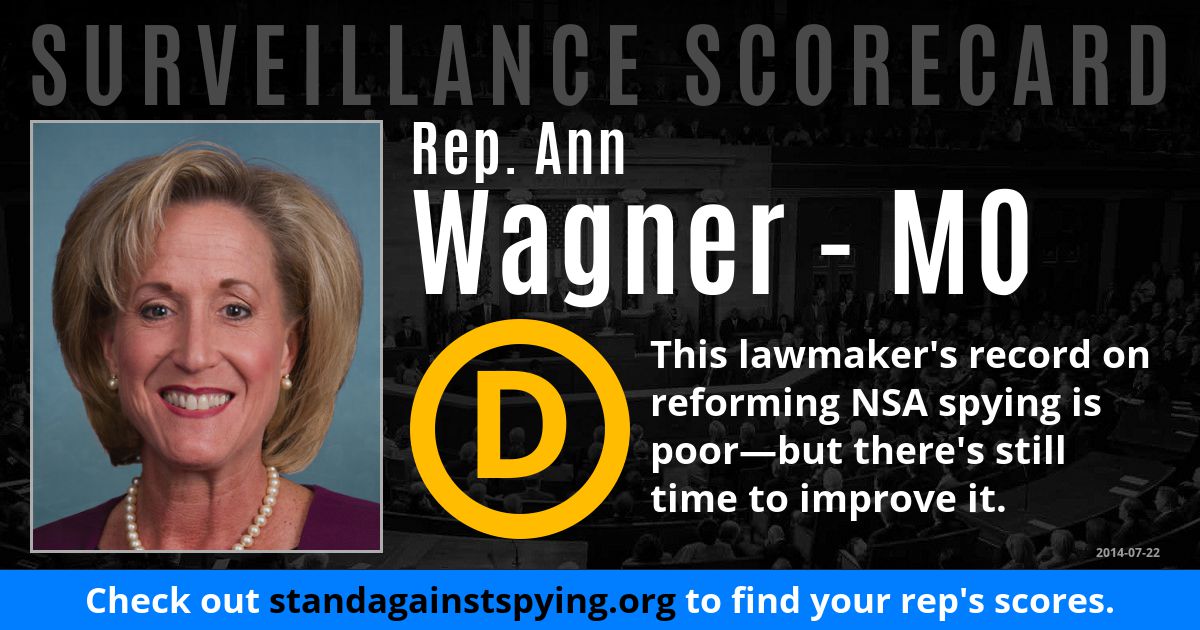 SURVEILLANCE SCORECARD
Rep. Ann
Wagner - MO
D
This lawmaker's record on
reforming NSA spying is
poor—but there's still
time to improve it.
2014-07-22
Check out standagainstspying.org to find your rep's scores.